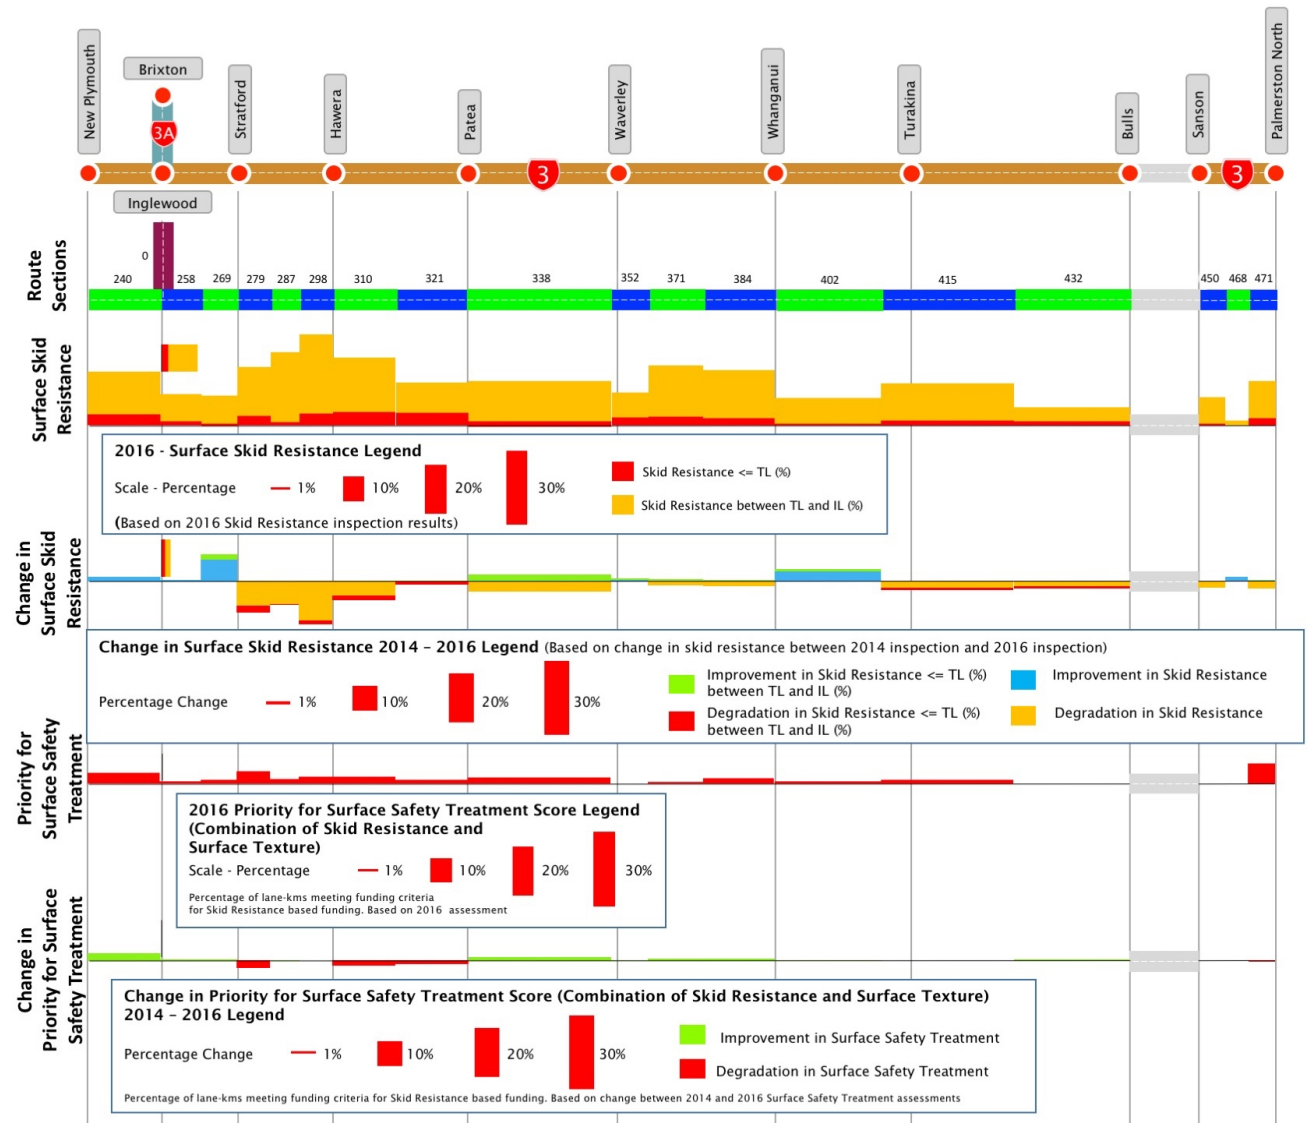 New Plymouth
Brixton
Stratford
Hawera
Patea
Waverley
Whanganui
Turakina
Bulls
Sanson
Palmerston North
3A
3
3
Inglewood
Route
Sections
0
240
258
269
279
287
298
310
321
338
352
371
384
402
415
432
450
468
471
Surface Skid
Resistance
2016 - Surface Skid Resistance Legend
Scale - Percentage
1%
10%
20%
30%
Skid Resistance <= TL (%)
Skid Resistance between TL and IL (%)
(Based on 2016 Skid Resistance inspection results)
Change in
Surface Skid
Resistance
Change in Surface Skid Resistance 2014 – 2016 Legend (Based on change in skid resistance between 2014 inspection and 2016 inspection)
Percentage Change
1%
10%
20%
30%
Improvement in Skid Resistance <= TL (%)
between TL and IL (%)
Degradation in Skid Resistance <= TL (%)
between TL and IL (%)
Improvement in Skid Resistance
Degradation in Skid Resistance
Priority for
Surface Safety
Treatment
2016 Priority for Surface Safety Treatment Score Legend
(Combination of Skid Resistance and
Surface Texture)
Scale - Percentage
1%
10%
20%
30%
Percentage of lane-kms meeting funding criteria
for Skid Resistance based funding. Based on 2016 assessment
Change in
Priority for Surface
Safety Treatment
Change in Priority for Surface Safety Treatment Score (Combination of Skid Resistance and Surface Texture)
2014 – 2016 Legend
Percentage Change
1%
10%
20%
30%
Improvement in Surface Safety Treatment
Degradation in Surface Safety Treatment
Percentage of lane-kms meeting funding criteria for Skid Resistance based funding. Based on change between 2014 and 2016 Surface Safety Treatment assessments